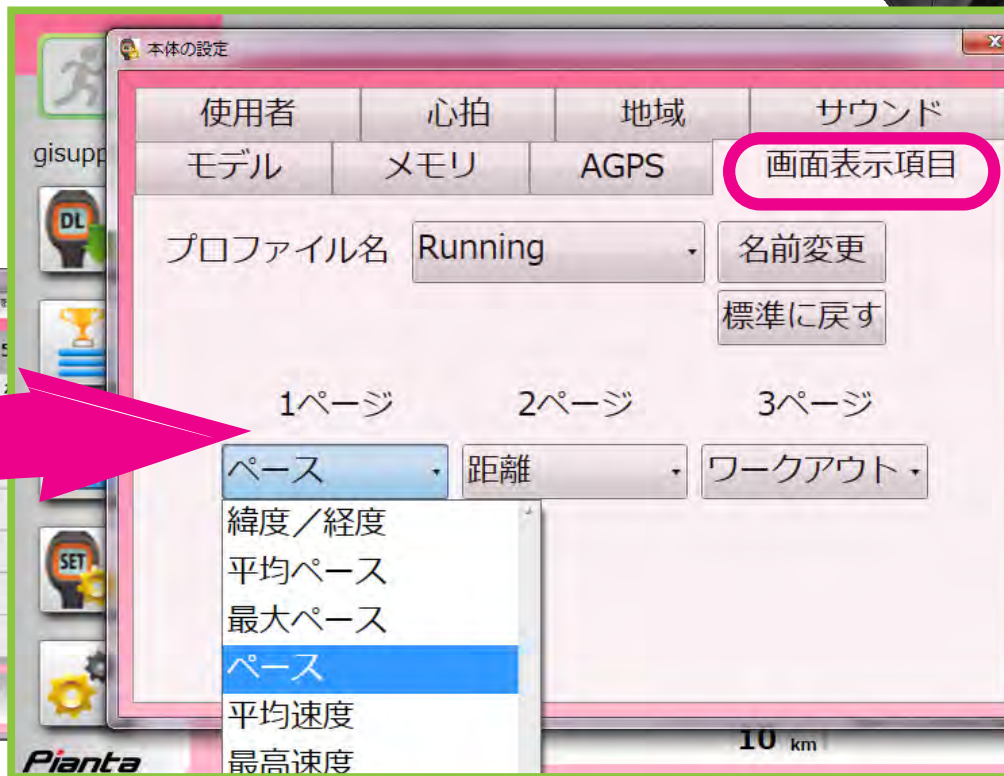 本体の設定
使用者 心拍 地域 サウンド
モデル メモリ AGPS 画面表示項目
gisupp
DL
プロファイル名 Running 名前変更
標準に戻す
1ページ 2ページ 3ページ
ペース 距離 ワークアウト
緯度／経度
平均ペース
最大ペース
ペース
平均速度
最高速度
SET
10 km
Pianta